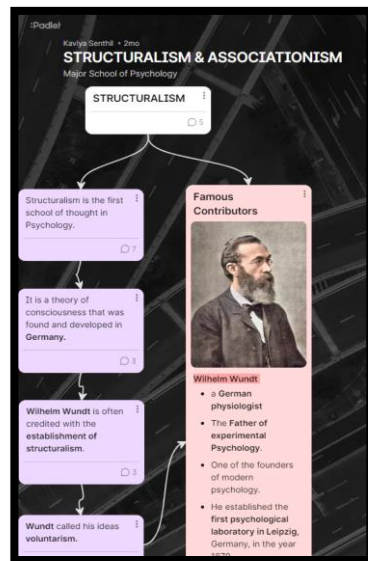 :Padlet
Kaviya Senthil • 2mo
STRUCTURALISM & ASSOCIATIONISM
Major School of Psychology
STRUCTURALISM
5
Structuralism is the first
school of thought in
Psychology.
7
It is a theory of
consciousness that was
found and developed in
Germany.
3
Wilhelm Wundt is often
credited with the
establishment of
structuralism.
3
Wundt called his ideas
voluntarism.
Famous
Contributors
Wilhelm Wundt
• a German
physiologist
• The Father of
experimental
Psychology.
• One of the founders
of modern
psychology.
• He established the
first psychological
laboratory in Leipzig,
Germany, in the year